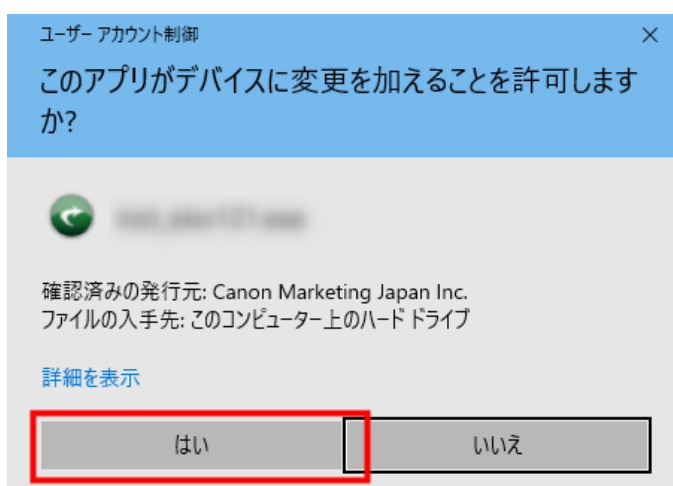 ユーザー アカウント制御
このアプリがデバイスに変更を加えることを許可します
か?
確認済みの発行元: Canon Marketing Japan Inc.
ファイルの入手先: このコンピューター上のハード ドライブ
詳細を表示
はい
いいえ